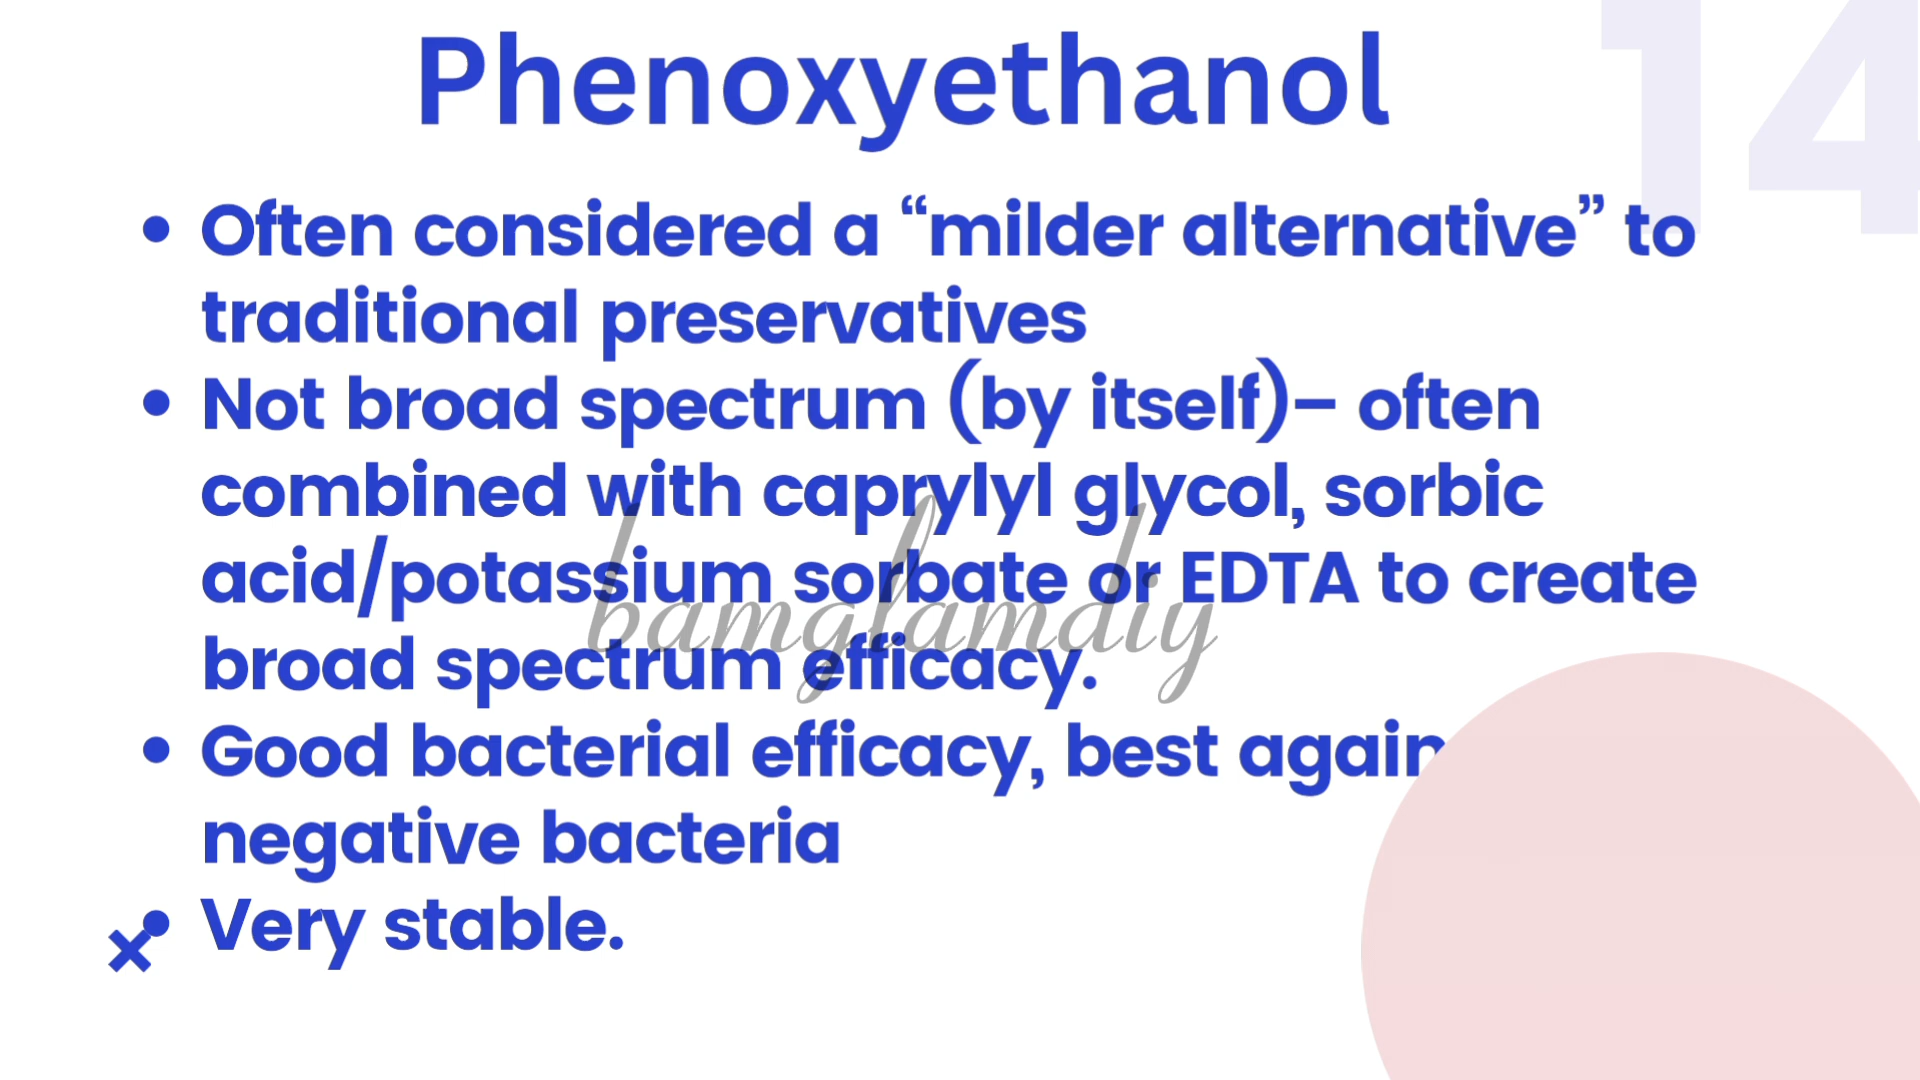 14
Phenoxyethanol
• Often considered a “milder alternative” to
traditional preservatives
• Not broad spectrum (by itself)– often
combined with caprylyl glycol, sorbic
acid/potassium sorbate or EDTA to create
broad spectrum efficacy.
bamglamdiy
• Good bacterial efficacy, best
negative bacteria
• Very stable.